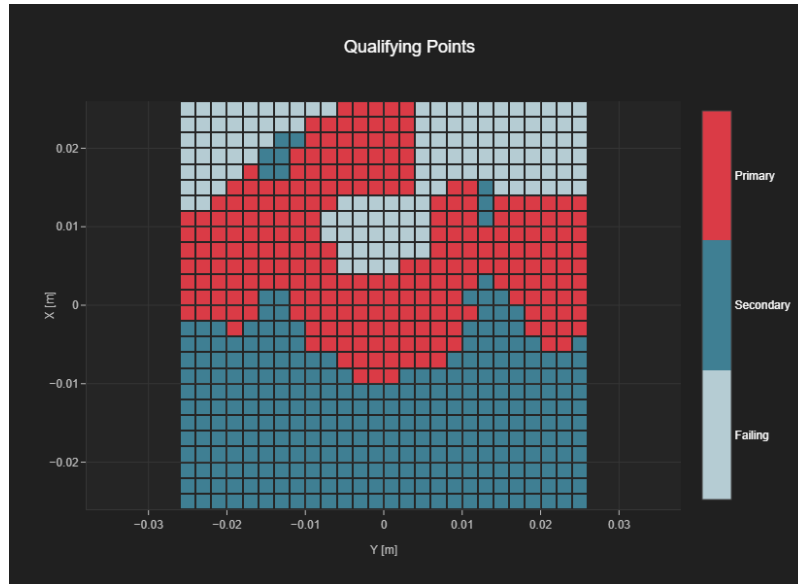 Qualifying Points
Primary
Secondary
Failing
X [m]
0.02
0.01
0
−0.01
−0.02
−0.03
−0.02
−0.01
0
0.01
0.02
0.03
Y [m]